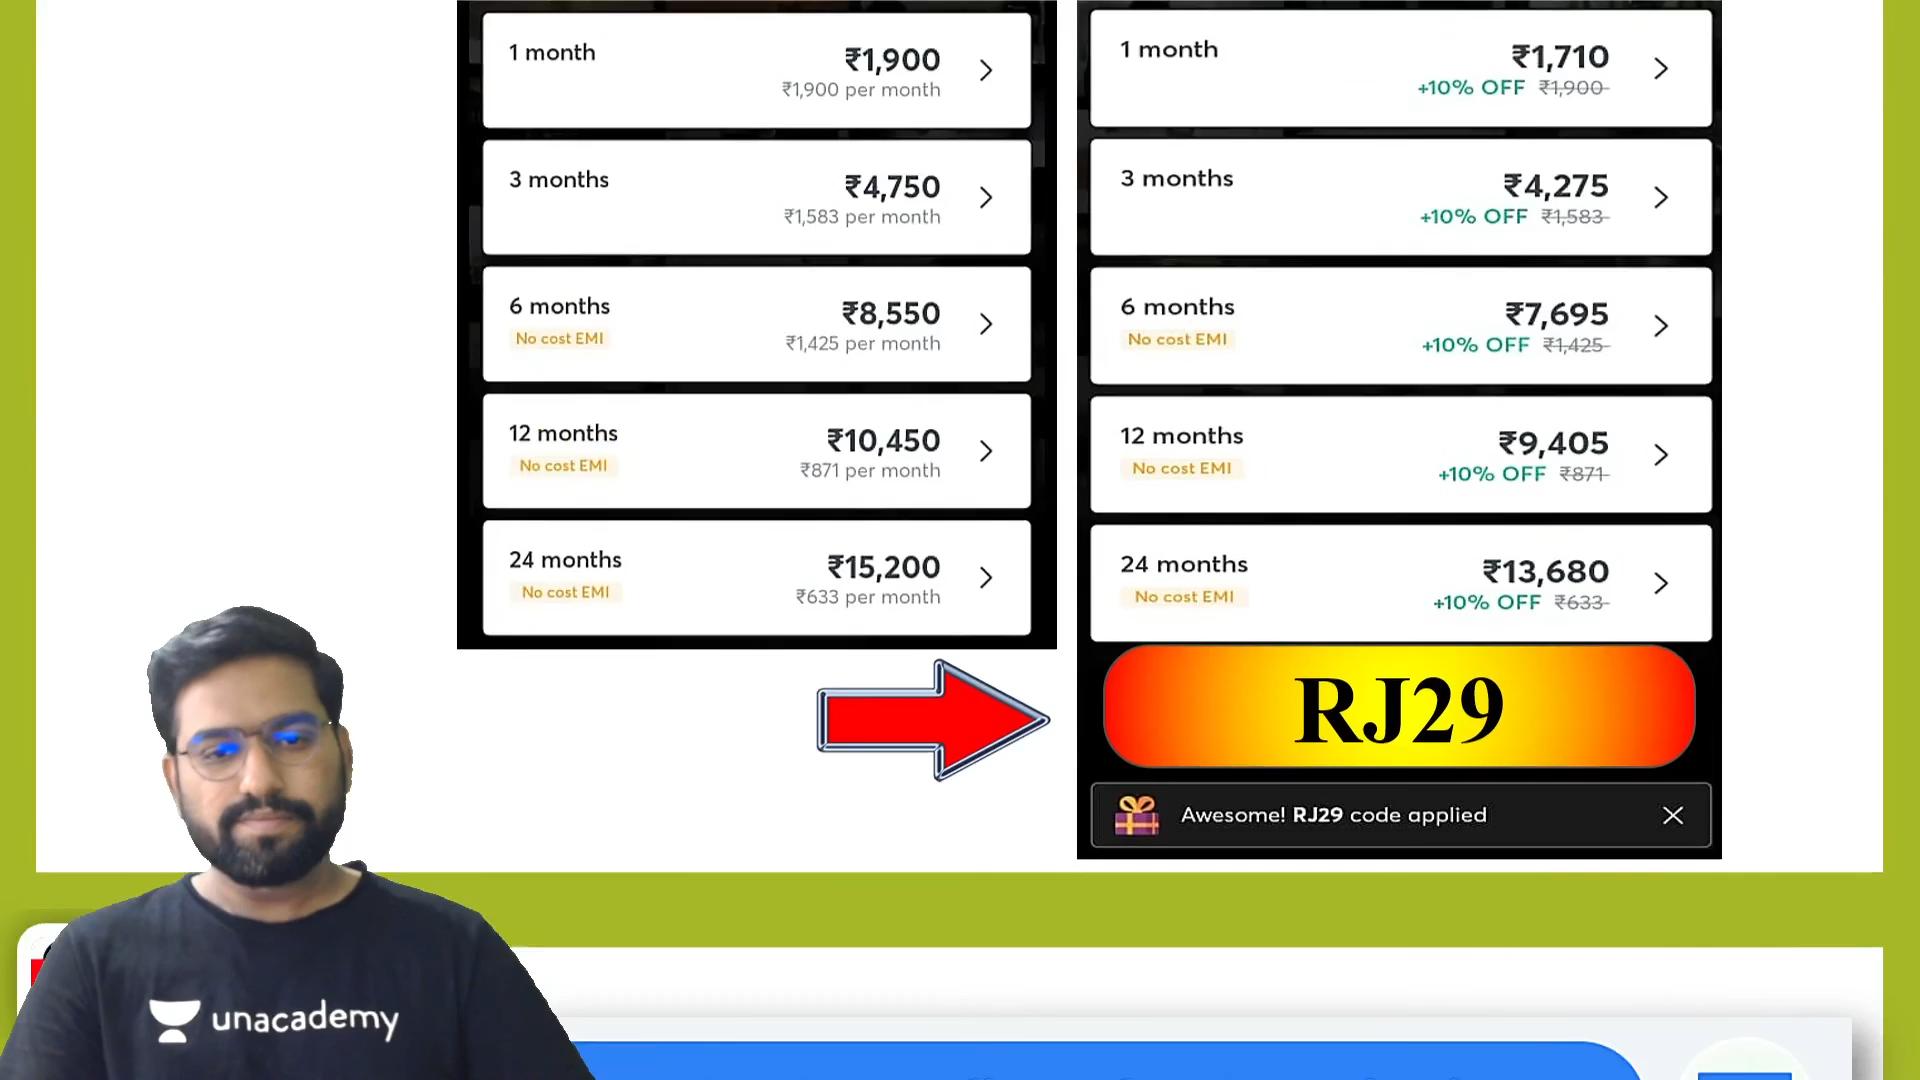 1 month
₹1,900
₹1,900 per month
3 months
₹4,750
₹1,583 per month
6 months
₹8,550
No cost EMI
₹1,425 per month
12 months
₹10,450
No cost EMI
₹871 per month
24 months
₹15,200
No cost EMI
₹633 per month
1 month
₹1,710
+10% OFF ₹1,900
3 months
₹4,275
+10% OFF ₹1,583
6 months
₹7,695
No cost EMI
+10% OFF ₹1,425
12 months
₹9,405
No cost EMI
+10% OFF ₹871
24 months
₹13,680
No cost EMI
+10% OFF ₹633
RJ29
Awesome! RJ29 code applied
unacademy